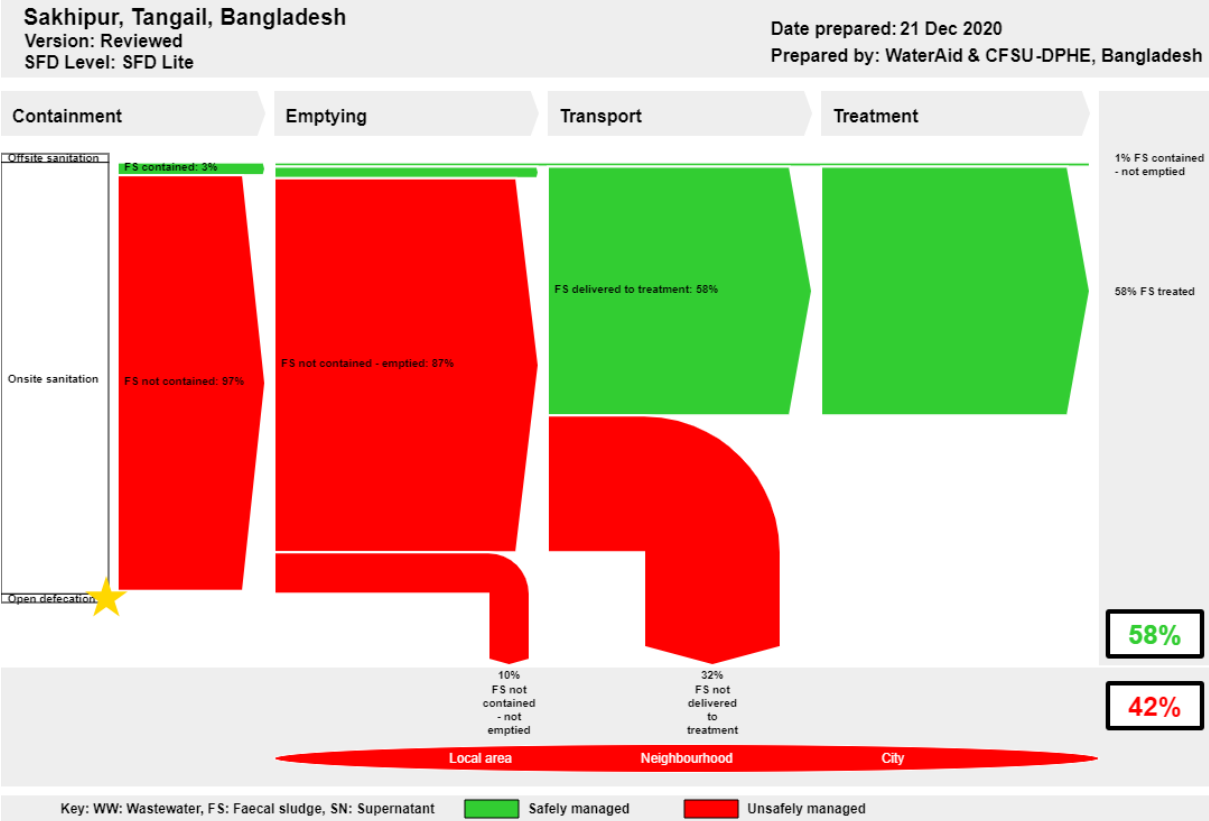 Sakhipur, Tangail, Bangladesh
Version: Reviewed
SFD Level: SFD Lite
Date prepared: 21 Dec 2020
Prepared by: WaterAid & CFSU-DPHE, Bangladesh
Containment
Emptying
Transport
Treatment
Offsite sanitation
FS contained: 3%
1% FS contained
- not emptied
FS delivered to treatment: 58%
58% FS treated
FS not contained - emptied: 87%
Onsite sanitation
FS not contained: 97%
Open defecation
58%
10%
FS not
contained
- not
emptied
32%
FS not
delivered
to
treatment
42%
Local area
Neighbourhood
City
Key: WW: Wastewater, FS: Faecal sludge, SN: Supernatant
Safely managed
Unsafely managed